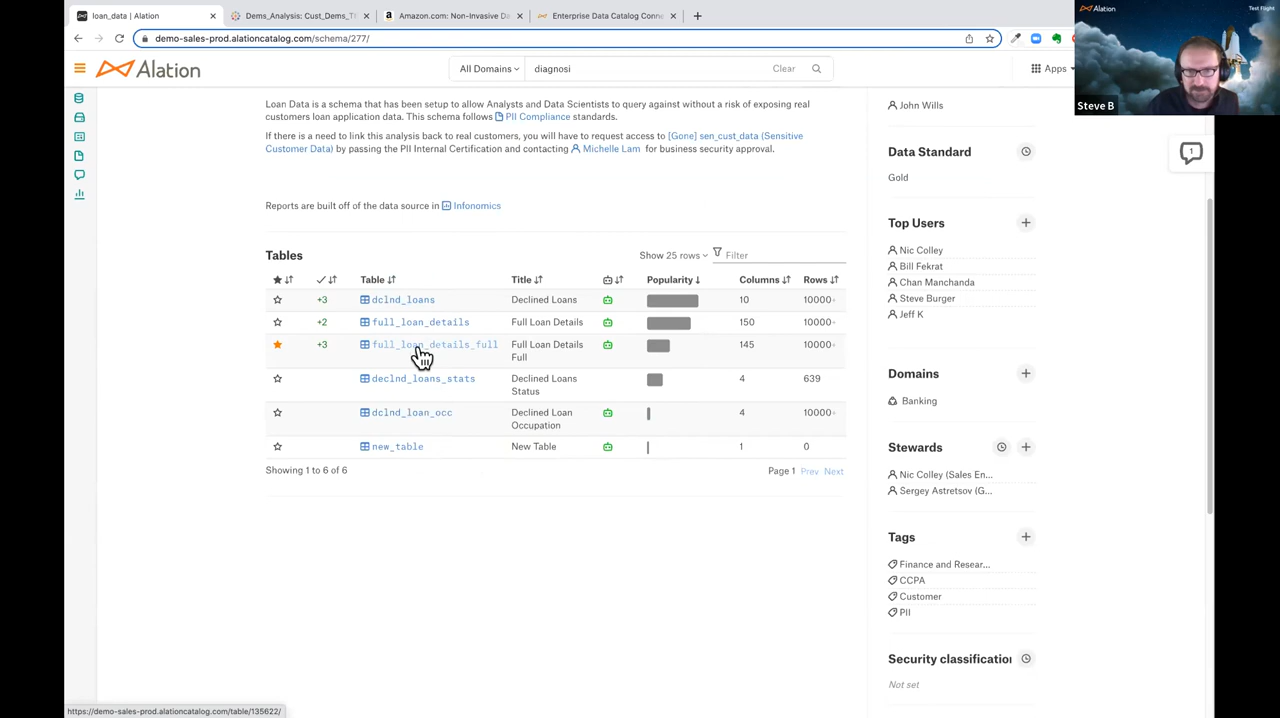 loan_data | Alation
Dems_Analysis: Cust_Dems_T
Amazon.com: Non-Invasive Da
Enterprise Data Catalog Conne
demo-sales-prod.alationcatalog.com/schema/277/
Alation
All Domains
diagnosi
Clear
Apps
Alation
Test Flight
Steve B
1
Loan Data is a schema that has been setup to allow Analysts and Data Scientists to query against without a risk of exposing real
customers loan application data. This schema follows PII Compliance standards.
If there is a need to link this analysis back to real customers, you will have to request access to [Gone] sen_cust_data (Sensitive
Customer Data) by passing the PII Internal Certification and contacting Michelle Lam for business security approval.
Reports are built off of the data source in Infonomics
Tables
Show 25 rows
Filter
Table Title Popularity Columns Rows
+3 dclnd_loans Declined Loans 10 10000+
+2 full_loan_details Full Loan Details 150 10000+
+3 full_loan_details_full Full Loan Details 145 10000+
Full
declnd_loans_stats Declined Loans 4 639
Status
dclnd_loan_occ Declined Loan 4 10000+
Occupation
new_table New Table 1 0
Showing 1 to 6 of 6
Page 1 Prev Next
John Wills
Data Standard
Gold
Top Users
Nic Colley
Bill Fekrat
Chan Manchanda
Steve Burger
Jeff K
Domains
Banking
Stewards
Nic Colley (Sales En...
Sergey Astretsov (G...
Tags
Finance and Resear...
CCPA
Customer
PII
Security classification
Not set
https://demo-sales-prod.alationcatalog.com/table/135622/